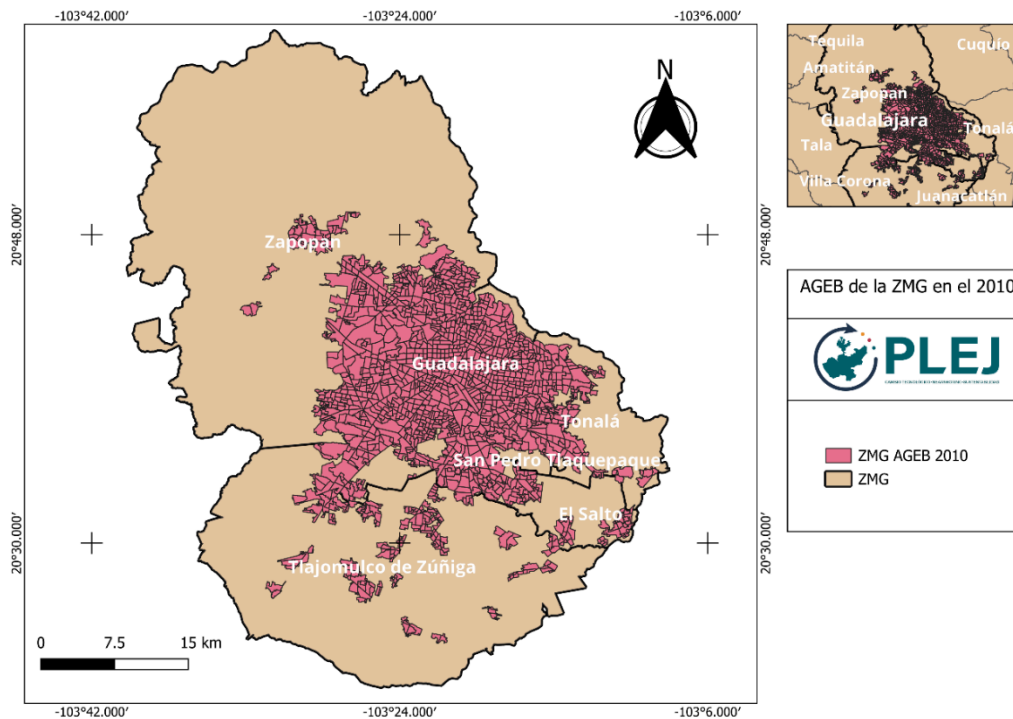 -103°42.000′
-103°24.000′
-103°6.000′
20°48.000′
20°48.000′
20°30.000′
20°30.000′
N
Zapopan
Guadalajara
Tonalá
San Pedro Tlaquepaque
El Salto
Tlajomulco de Zúñiga
0 7.5 15 km
-103°42.000′
-103°24.000′
-103°6.000′
Tequila
Cuquío
Amatitán
Zapopan
Guadalajara
Tonalá
Tala
Villa Corona
Juanacatlán
AGEB de la ZMG en el 2010
PLEJ
ZMG AGEB 2010
ZMG